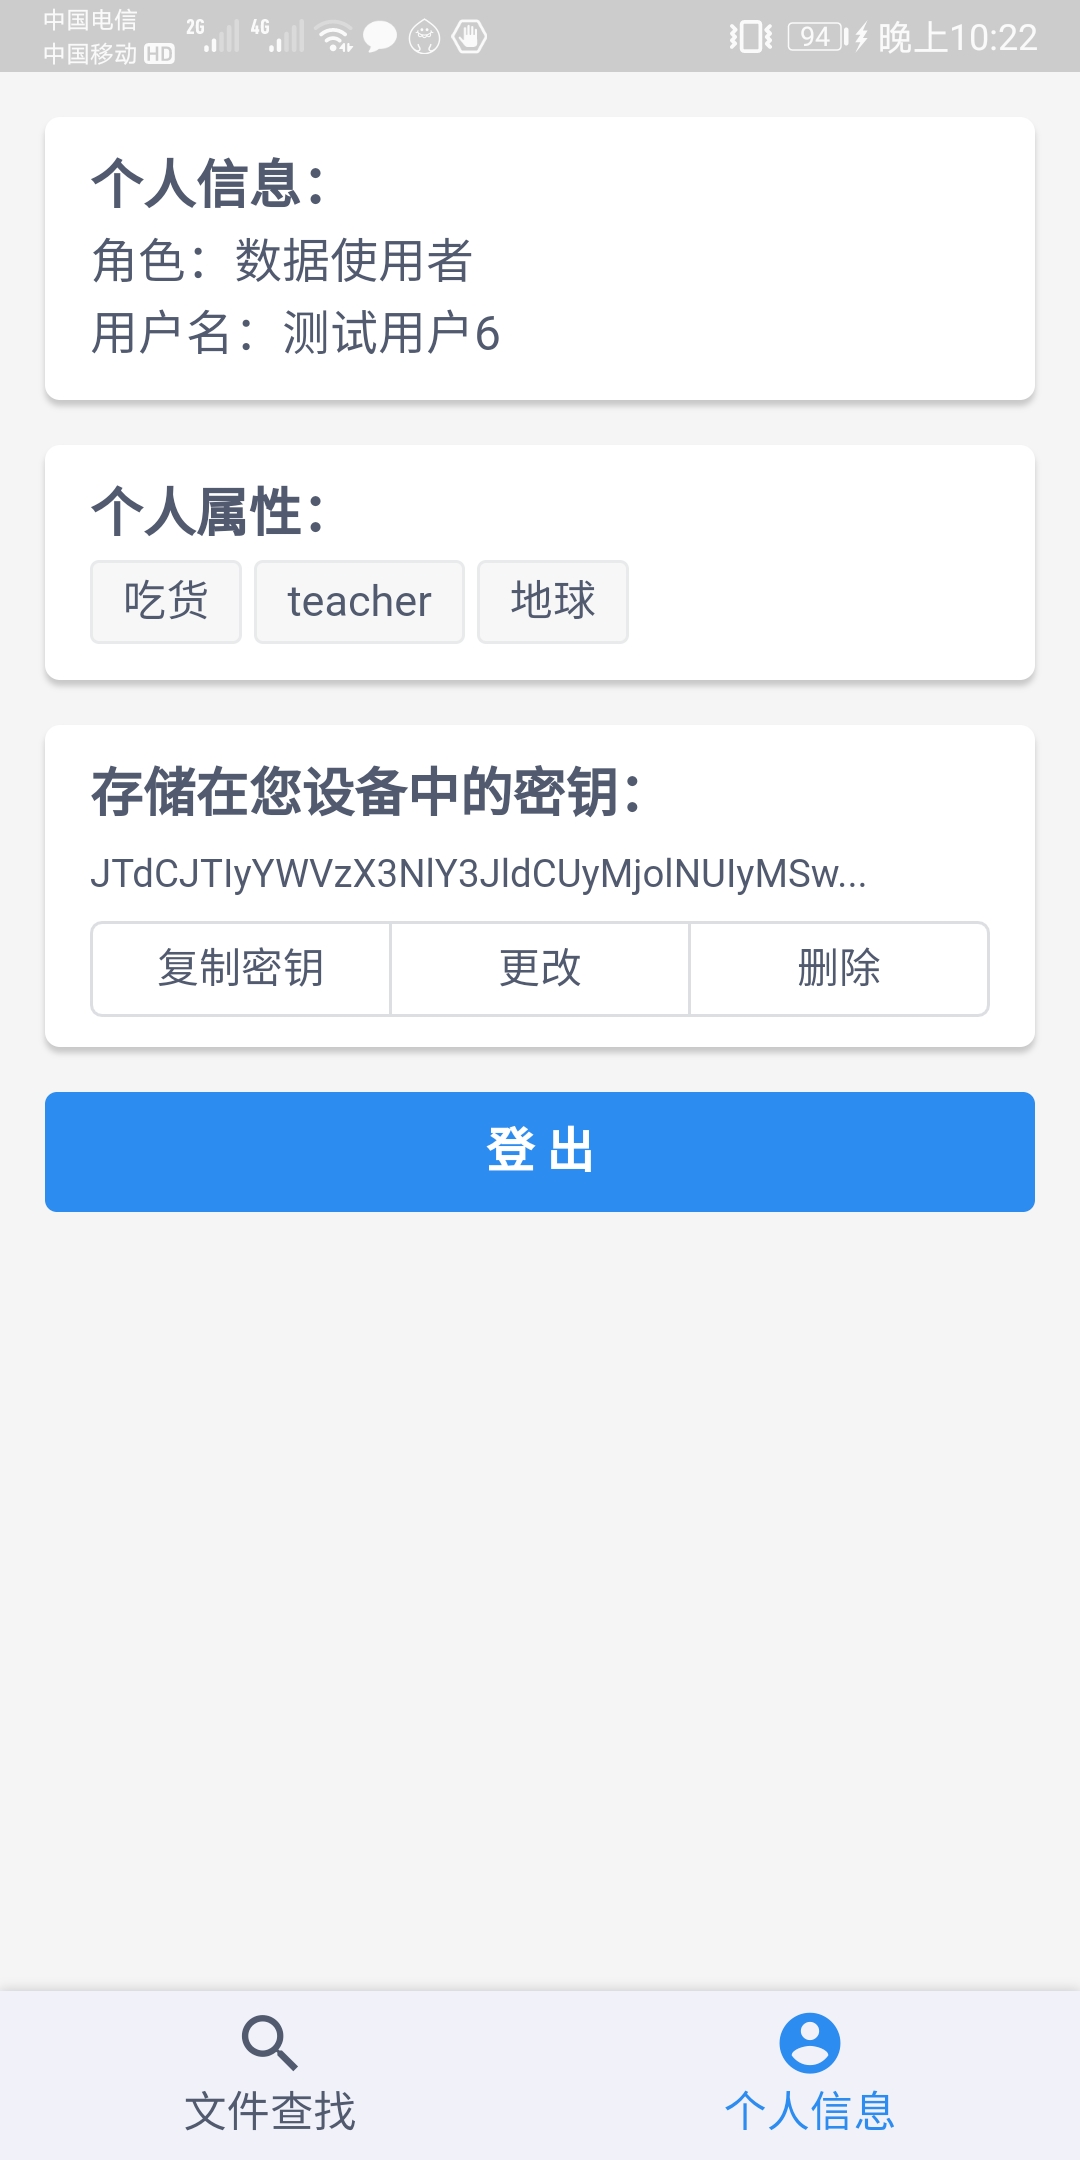 中国电信
中国移动 HD
2G 4G
94 晚上10:22
个人信息：
角色：数据使用者
用户名：测试用户6
个人属性：
吃货 teacher 地球
存储在您设备中的密钥：
JTdCJTIyYWVzX3NlY3JldCUyMjolNUIyMSw...
复制密钥 更改 删除
登 出
文件查找 个人信息